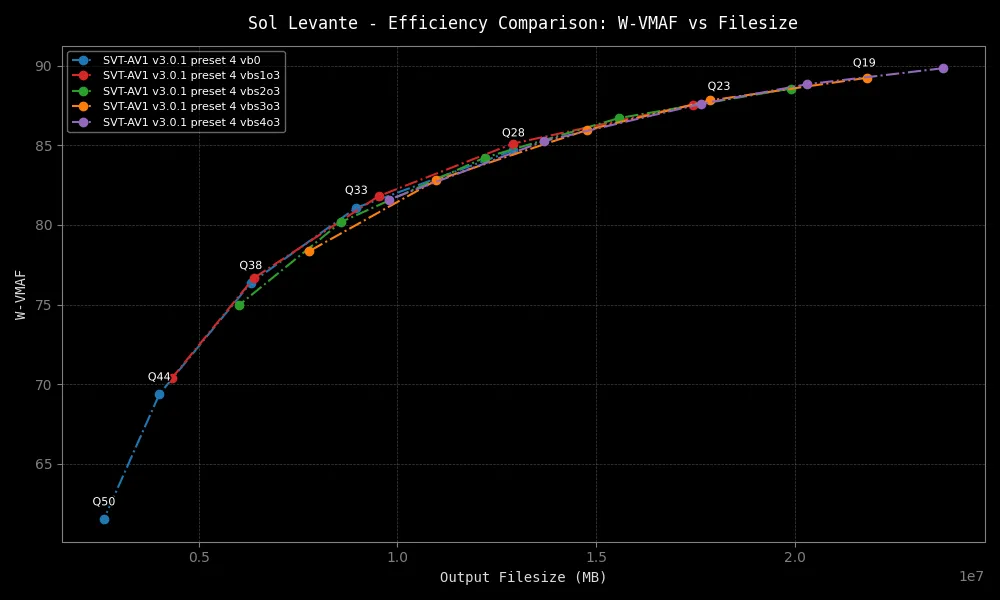 Sol Levante - Efficiency Comparison: W-VMAF vs Filesize
SVT-AV1 v3.0.1 preset 4 vb0
SVT-AV1 v3.0.1 preset 4 vbs1o3
SVT-AV1 v3.0.1 preset 4 vbs2o3
SVT-AV1 v3.0.1 preset 4 vbs3o3
SVT-AV1 v3.0.1 preset 4 vbs4o3
Q19
Q23
Q28
Q33
Q38
Q44
Q50
90
85
80
75
70
65
W-VMAF
0.5
1.0
1.5
2.0
1e7
Output Filesize (MB)